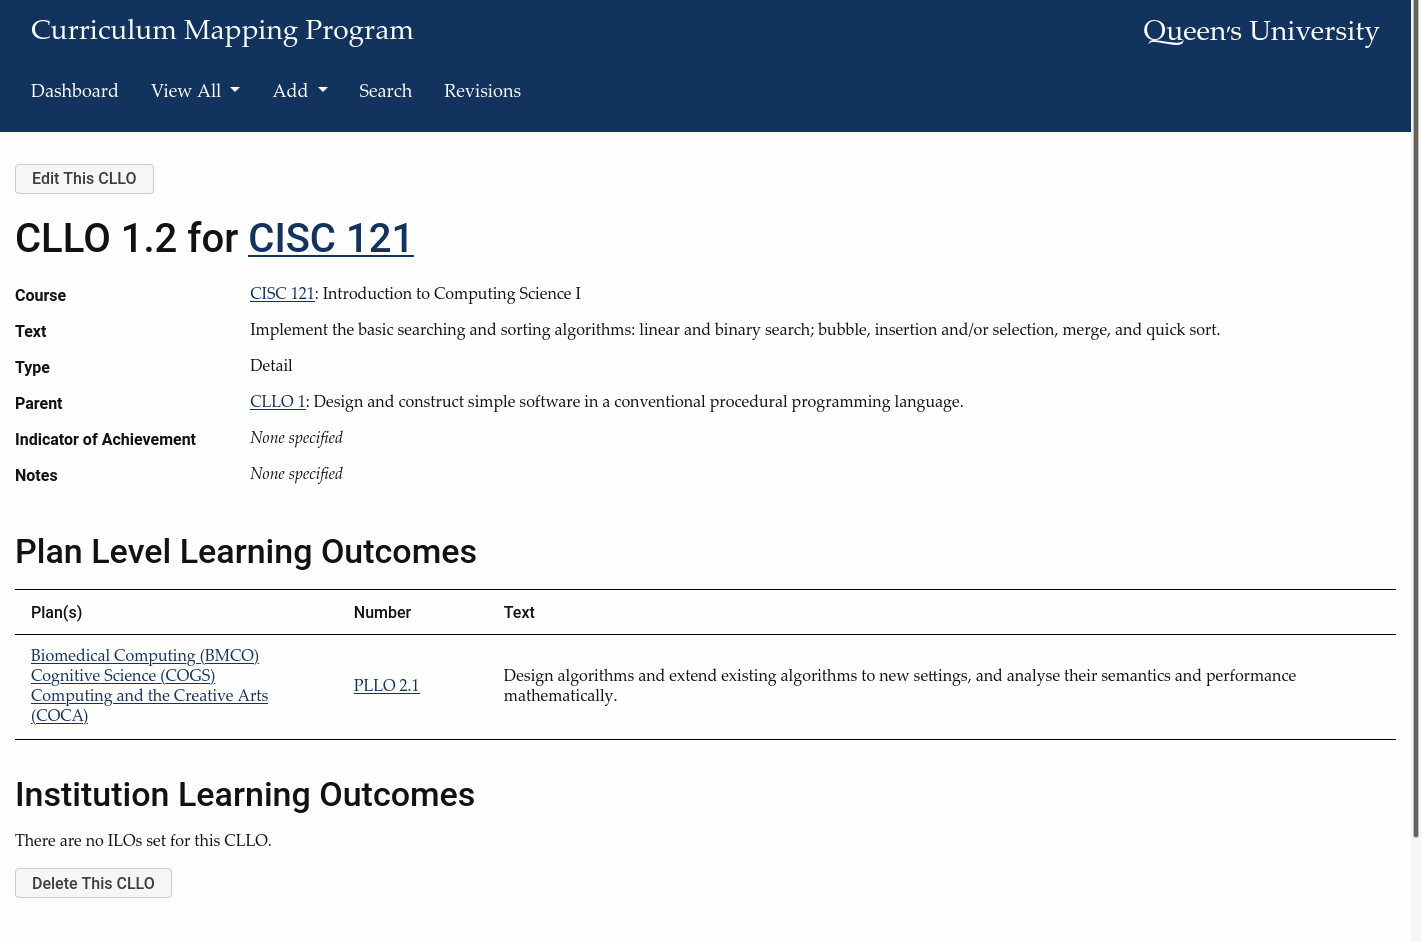 Curriculum Mapping Program
Queen's University
Dashboard View All Add Search Revisions
Edit This CLLO
CLLO 1.2 for CISC 121
Course CISC 121: Introduction to Computing Science I
Text Implement the basic searching and sorting algorithms: linear and binary search; bubble, insertion and/or selection, merge, and quick sort.
Type Detail
Parent CLLO 1: Design and construct simple software in a conventional procedural programming language.
Indicator of Achievement None specified
Notes None specified
Plan Level Learning Outcomes
Plan(s) Number Text
Biomedical Computing (BMCO)
Cognitive Science (COGS)
Computing and the Creative Arts
(COCA)
PLLO 2.1
Design algorithms and extend existing algorithms to new settings, and analyse their semantics and performance
mathematically.
Institution Learning Outcomes
There are no ILOs set for this CLLO.
Delete This CLLO